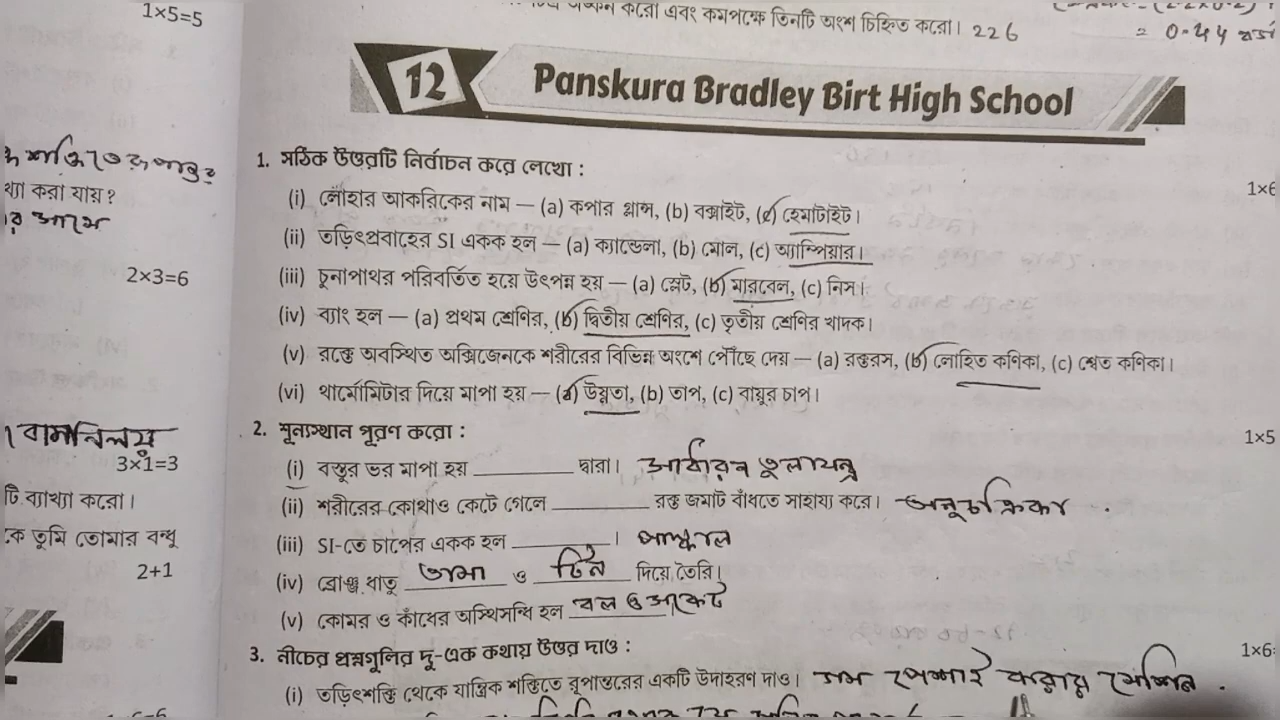 1×5=5
করো এবং কমপক্ষে তিনটি অংশ চিহ্নিত করো। 226
= 0.44
12 Panskura Bradley Birt High School
থ্যা করা যায়?
2×3=6
3×1=3
টি ব্যাখ্যা করো।
কে তুমি তোমার বন্ধু
2+1
1. সঠিক উত্তরটি নির্বাচন করে লেখো : 1×6
(i) লোহার আকরিকের নাম — (a) কপার গ্লান্স, (b) বক্সাইট, (c) হেমাটাইট।
(ii) তড়িৎপ্রবাহের SI একক হল — (a) ক্যান্ডেলা, (b) মোল, (c) অ্যাম্পিয়ার।
(iii) চুনাপাথর পরিবর্তিত হয়ে উৎপন্ন হয় — (a) স্লেট, (b) মারবেল, (c) নিস।
(iv) ব্যাং হল — (a) প্রথম শ্রেণির, (b) দ্বিতীয় শ্রেণির, (c) তৃতীয় শ্রেণির খাদক।
(v) রক্তে অবস্থিত অক্সিজেনকে শরীরের বিভিন্ন অংশে পৌঁছে দেয় — (a) রক্তরস, (b) লোহিত কণিকা, (c) শ্বেত কণিকা।
(vi) থার্মোমিটার দিয়ে মাপা হয় — (a) উষ্ণতা, (b) তাপ, (c) বায়ুর চাপ।
2. শূন্যস্থান পূরণ করো : 1×5
(i) বস্তুর ভর মাপা হয় ________ দ্বারা। সাধারন তুলাযন্ত্র
(ii) শরীরের কোথাও কেটে গেলে ________ রক্ত জমাট বাঁধতে সাহায্য করে। অনুচক্রিকা .
(iii) SI-তে চাপের একক হল ________ । পাস্কাল
(iv) ব্রোঞ্জ ধাতু তামা ও টিন দিয়ে তৈরি।
(v) কোমর ও কাঁধের অস্থিসন্ধি হল বল ও সকেট
3. নীচের প্রশ্নগুলির দু-এক কথায় উত্তর দাও : 1×6
(i) তড়িৎশক্তি থেকে যান্ত্রিক শক্তিতে রূপান্তরের একটি উদাহরণ দাও। গম পেশাই করার মেশিন .